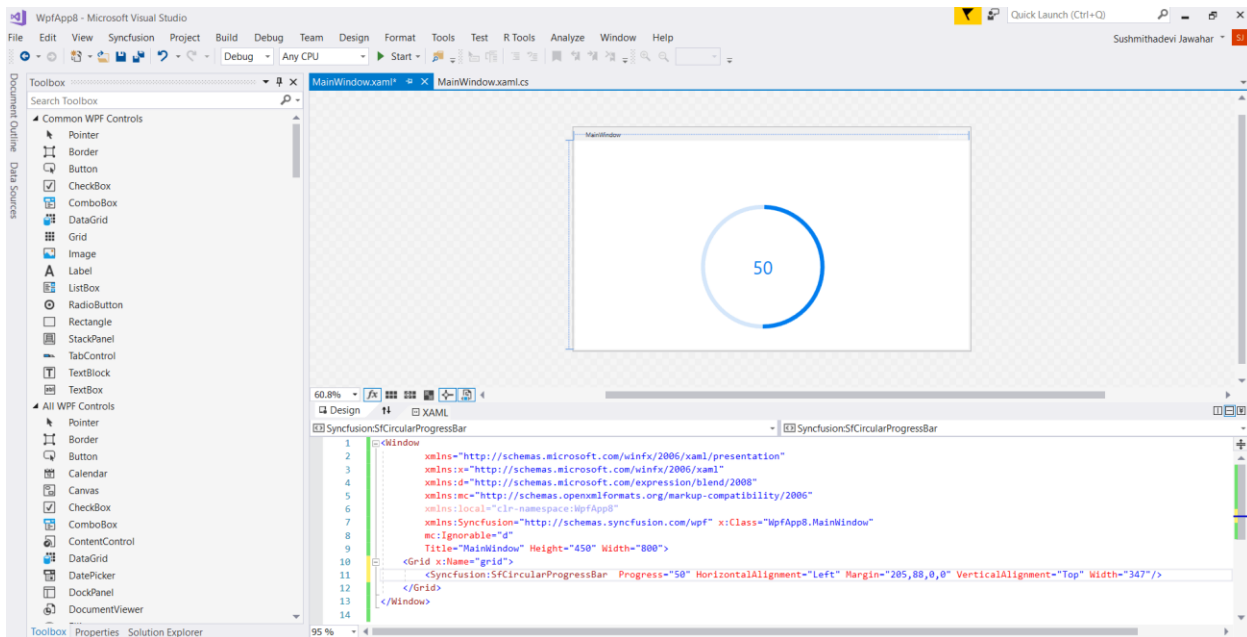 WpfApp8 - Microsoft Visual Studio
Quick Launch (Ctrl+Q)
File Edit View Syncfusion Project Build Debug Team Design Format Tools Test R Tools Analyze Window Help
Sushmithadevi Jawahar SJ
Debug Any CPU Start
Document Outline
Data Sources
Toolbox
Search Toolbox
Common WPF Controls
Pointer
Border
Button
CheckBox
ComboBox
DataGrid
Grid
Image
Label
ListBox
RadioButton
Rectangle
StackPanel
TabControl
TextBlock
TextBox
All WPF Controls
Pointer
Border
Button
Calendar
Canvas
CheckBox
ComboBox
ContentControl
DataGrid
DatePicker
DockPanel
DocumentViewer
Toolbox Properties Solution Explorer
MainWindow.xaml* MainWindow.xaml.cs
MainWindow
50
60.8% fx
Design XAML
Syncfusion:SfCircularProgressBar Syncfusion:SfCircularProgressBar
1 <Window
2 xmlns="http://schemas.microsoft.com/winfx/2006/xaml/presentation"
3 xmlns:x="http://schemas.microsoft.com/winfx/2006/xaml"
4 xmlns:d="http://schemas.microsoft.com/expression/blend/2008"
5 xmlns:mc="http://schemas.openxmlformats.org/markup-compatibility/2006"
6 xmlns:local="clr-namespace:WpfApp8"
7 xmlns:Syncfusion="http://schemas.syncfusion.com/wpf" x:Class="WpfApp8.MainWindow"
8 mc:Ignorable="d"
9 Title="MainWindow" Height="450" Width="800">
10 <Grid x:Name="grid">
11 <Syncfusion:SfCircularProgressBar Progress="50" HorizontalAlignment="Left" Margin="205,88,0,0" VerticalAlignment="Top" Width="347"/>
12 </Grid>
13 </Window>
14
95 %